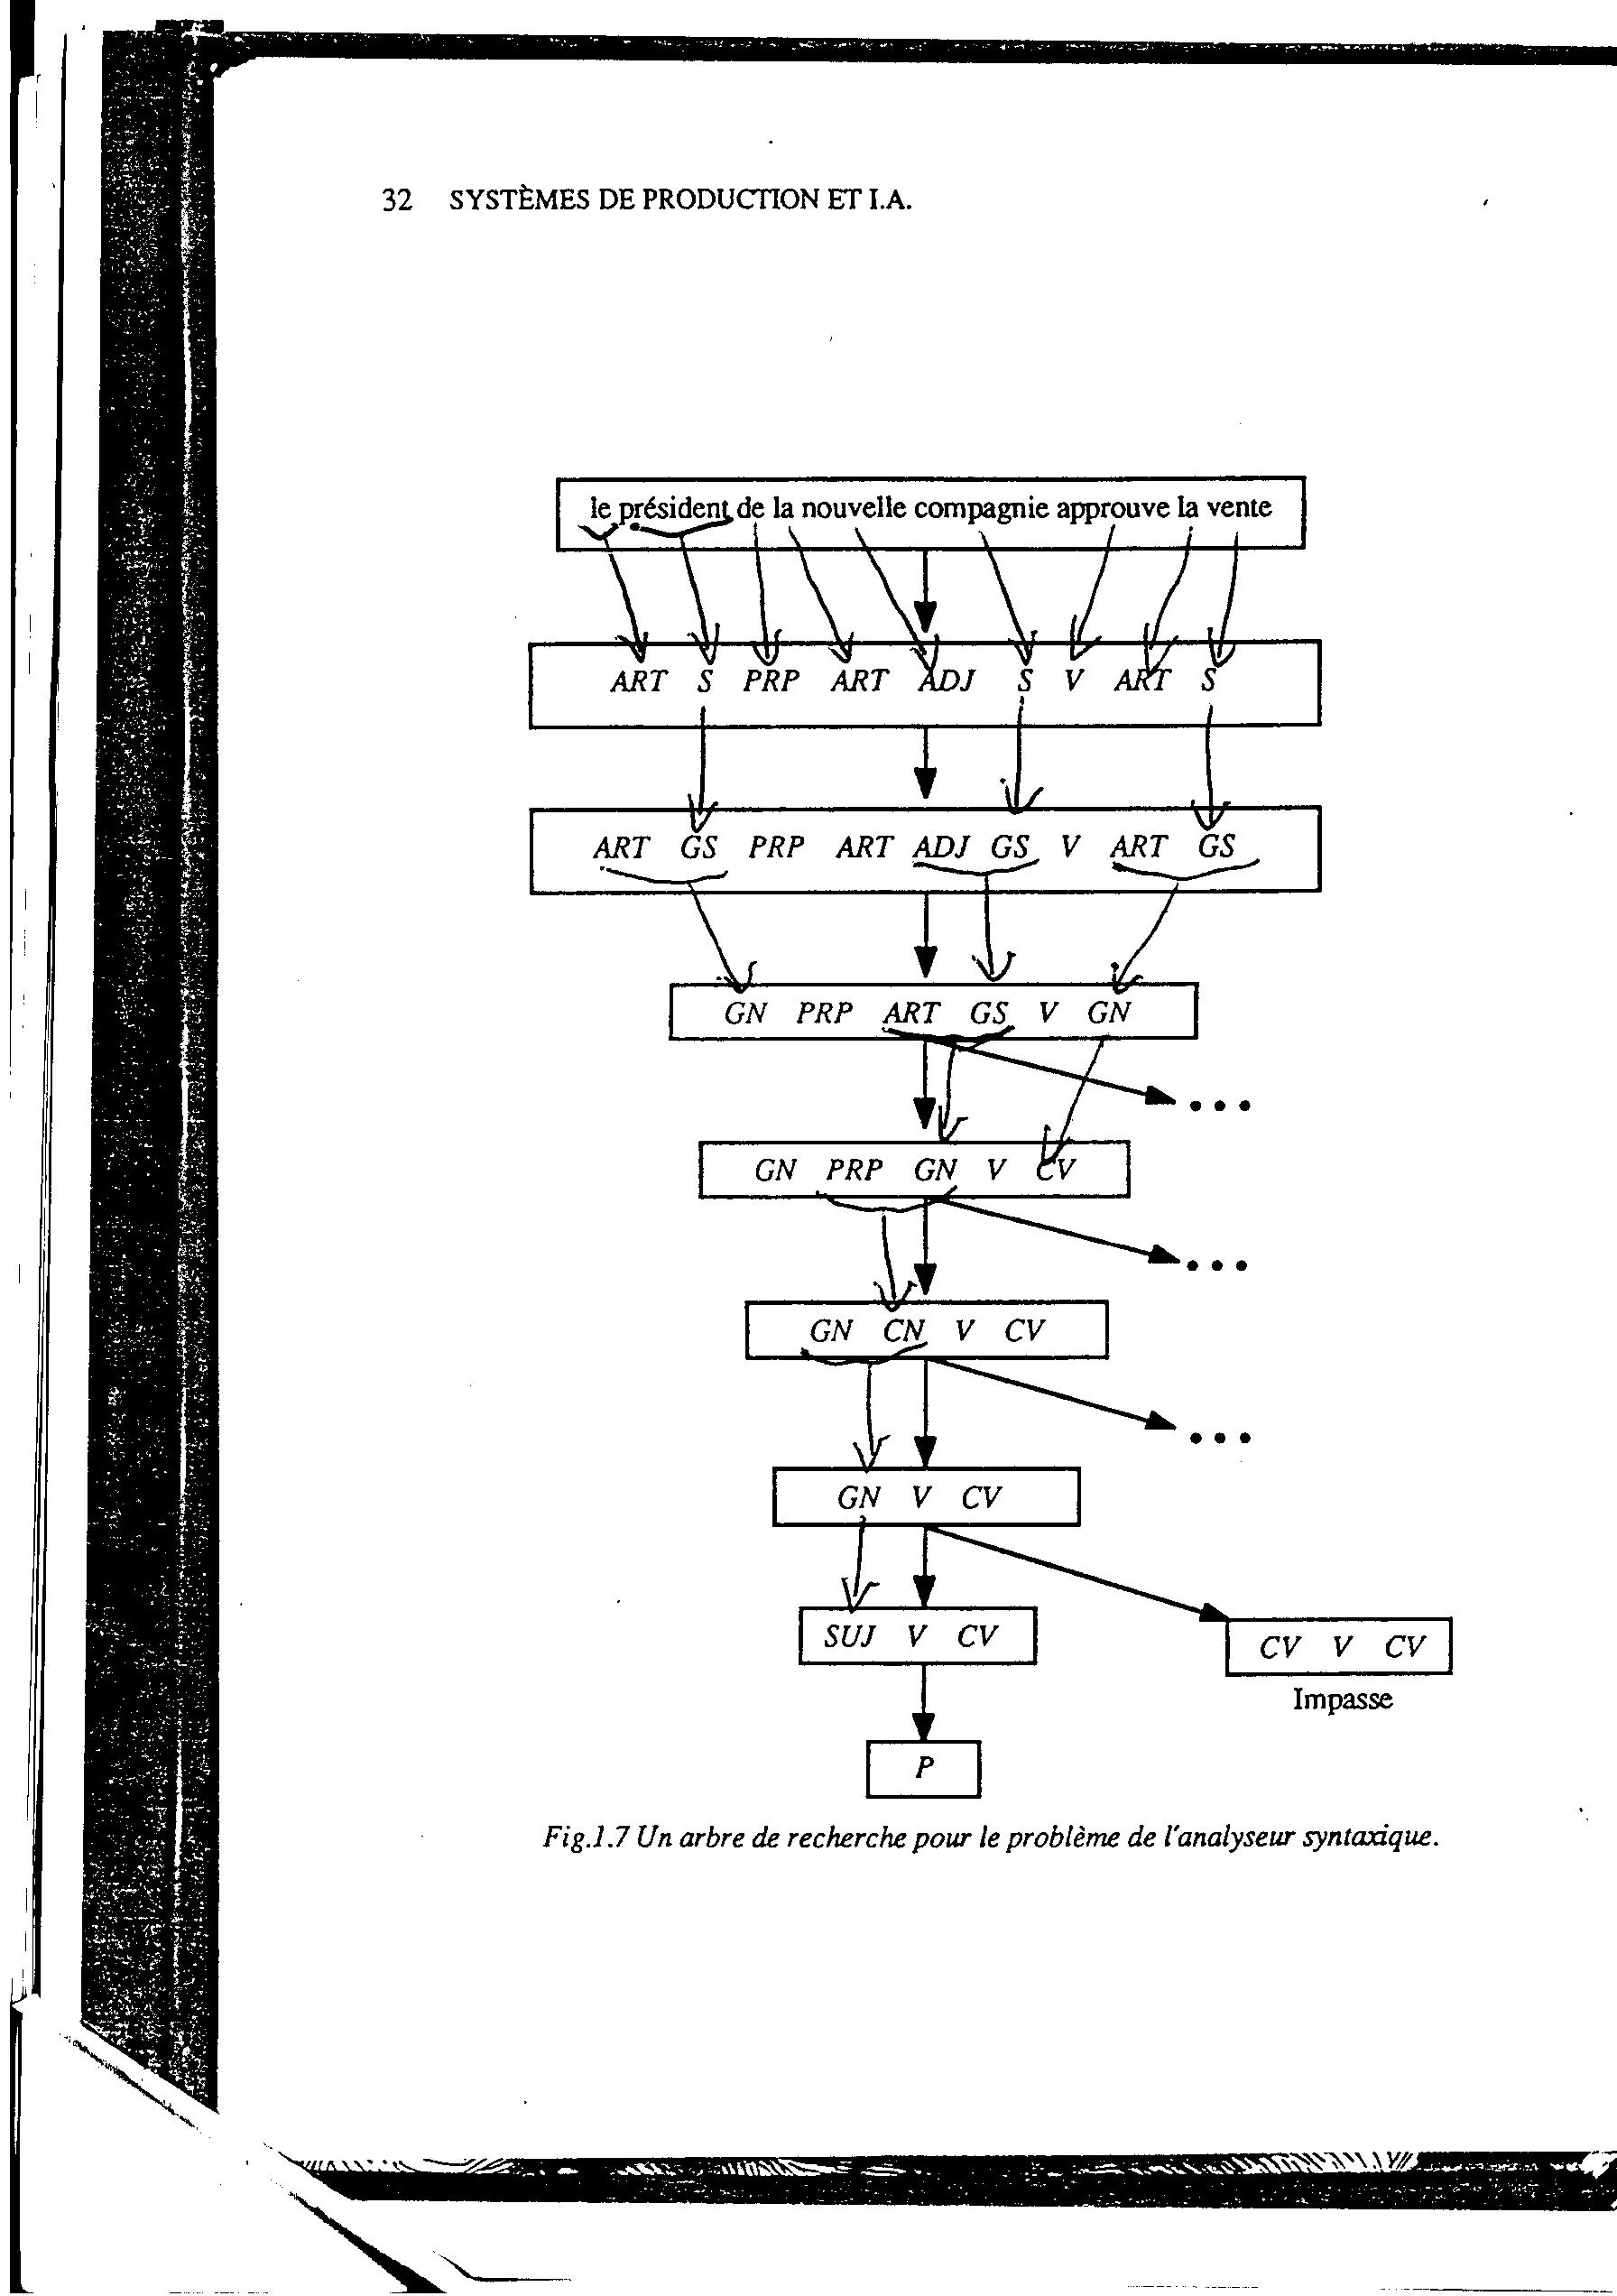 32 SYSTÈMES DE PRODUCTION ET I.A.
le président de la nouvelle compagnie approuve la vente
ART S PRP ART ADJ S V ART S
ART GS PRP ART ADJ GS V ART GS
GN PRP ART GS V GN
• • •
GN PRP GN V CV
• • •
GN CN V CV
• • •
GN V CV
SUJ V CV
CV V CV
Impasse
P
Fig.1.7 Un arbre de recherche pour le problème de l'analyseur syntaxique.